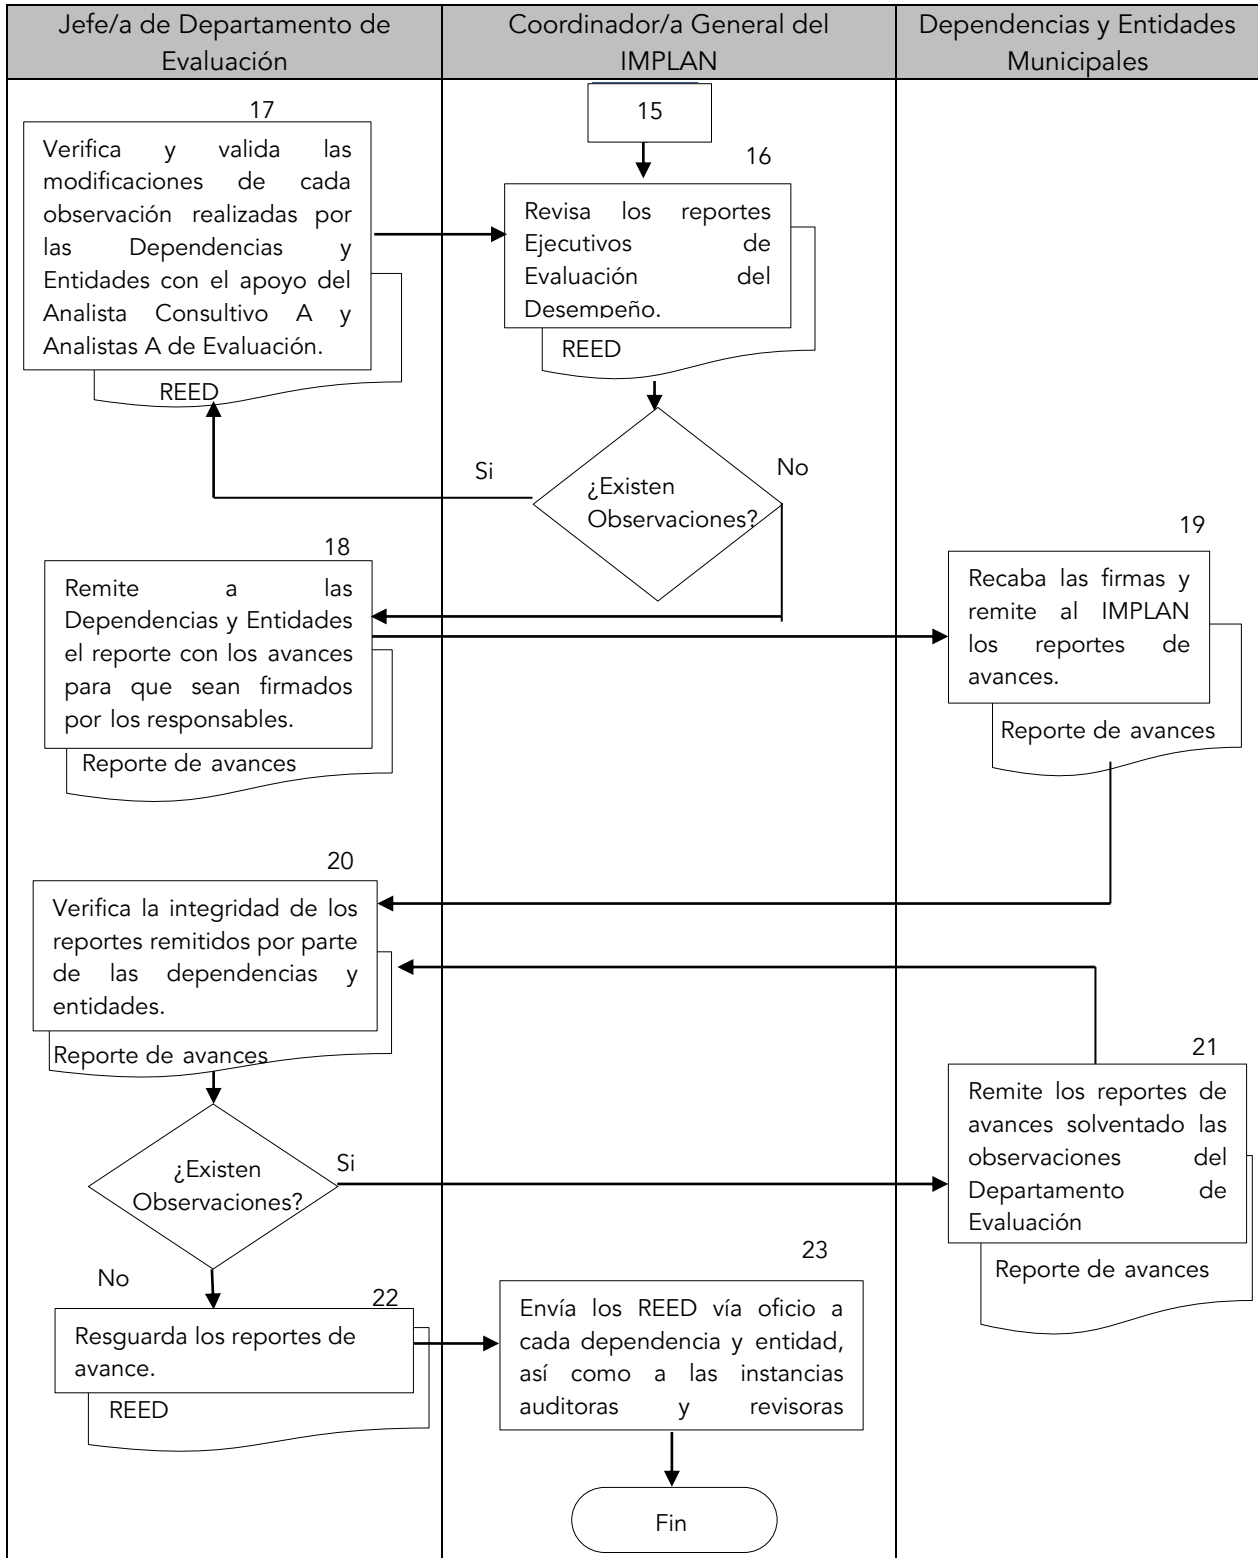 Jefe/a de Departamento de
Evaluación
Coordinador/a General del
IMPLAN
Dependencias y Entidades
Municipales
15
16
Revisa los reportes
Ejecutivos de
Evaluación del
Desempeño.
REED
17
Verifica y valida las
modificaciones de cada
observación realizadas por
las Dependencias y
Entidades con el apoyo del
Analista Consultivo A y
Analistas A de Evaluación.
REED
Si
¿Existen
Observaciones?
No
18
Remite a las
Dependencias y Entidades
el reporte con los avances
para que sean firmados
por los responsables.
Reporte de avances
19
Recaba las firmas y
remite al IMPLAN
los reportes de
avances.
Reporte de avances
20
Verifica la integridad de los
reportes remitidos por parte
de las dependencias y
entidades.
Reporte de avances
¿Existen
Observaciones?
Si
21
Remite los reportes de
avances solventado las
observaciones del
Departamento de
Evaluación
Reporte de avances
No
22
Resguarda los reportes de
avance.
REED
23
Envía los REED vía oficio a
cada dependencia y entidad,
así como a las instancias
auditoras y revisoras
Fin